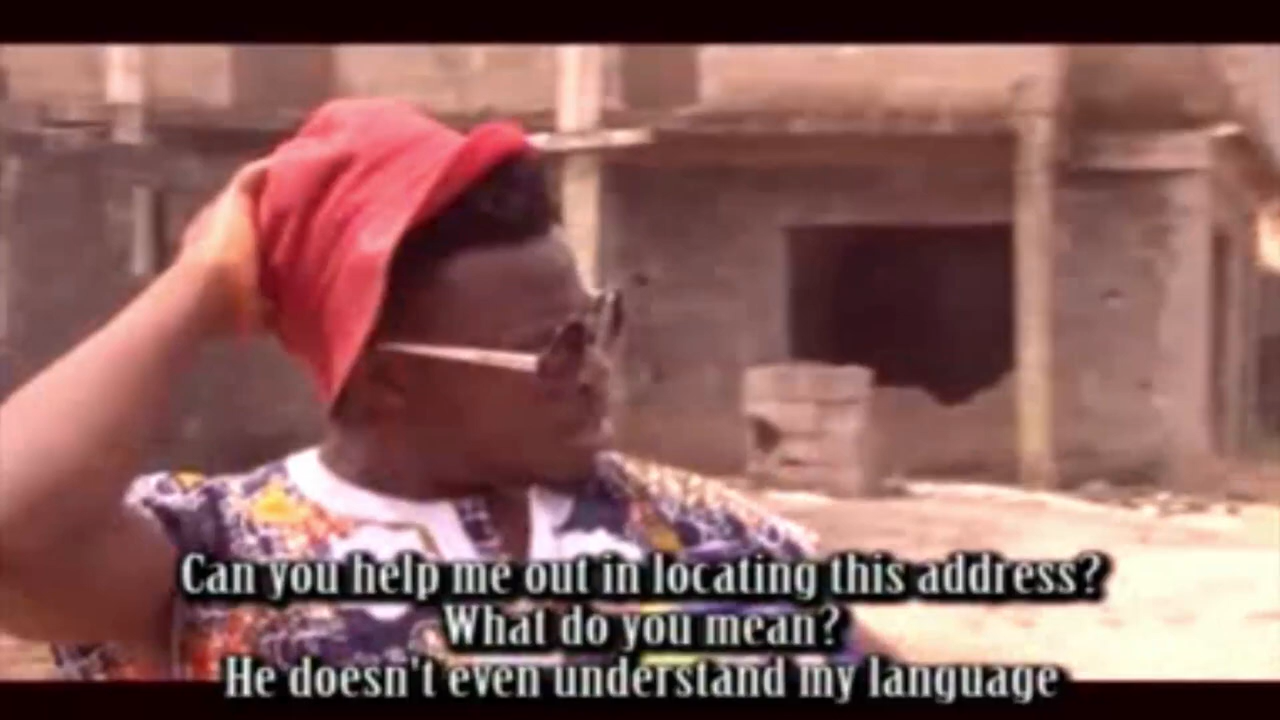 Can you help me out in locating this address?
What do you mean?
He doesn't even understand my language